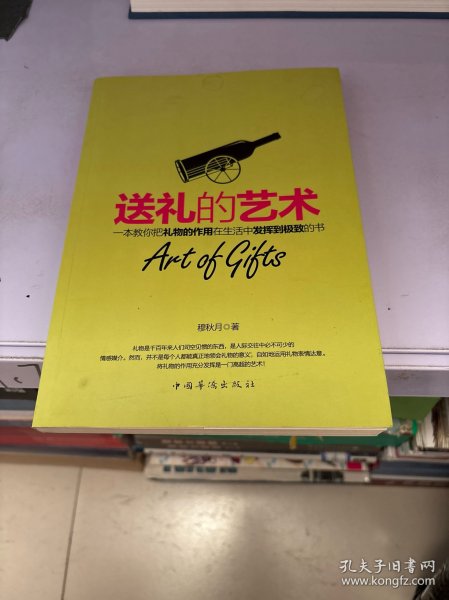 送礼的艺术
一本教你把礼物的作用在生活中发挥到极致的书
Art of Gifts
穆秋月◎著
礼物是千百年来人们司空见惯的东西，是人际交往中必不可少的
情感媒介。然而，并不是每个人都能真正地领会礼物的意义，自如地运用礼物表情达意。
将礼物的作用充分发挥是一门高超的艺术！
中国华侨出版社
孔夫子旧书网
www.kongfz.com